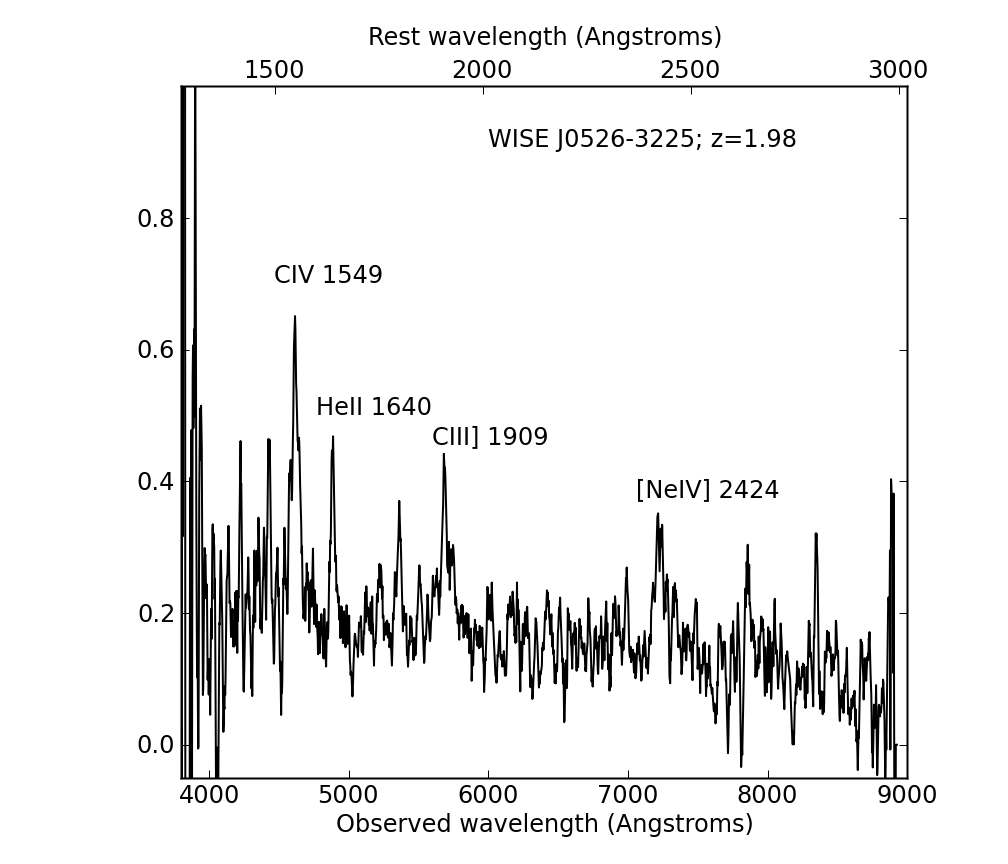 Rest wavelength (Angstroms)
1500 2000 2500 3000
WISE J0526-3225; z=1.98
0.8
CIV 1549
0.6
HeII 1640
CIII] 1909
0.4
[NeIV] 2424
0.2
0.0
4000 5000 6000 7000 8000 9000
Observed wavelength (Angstroms)